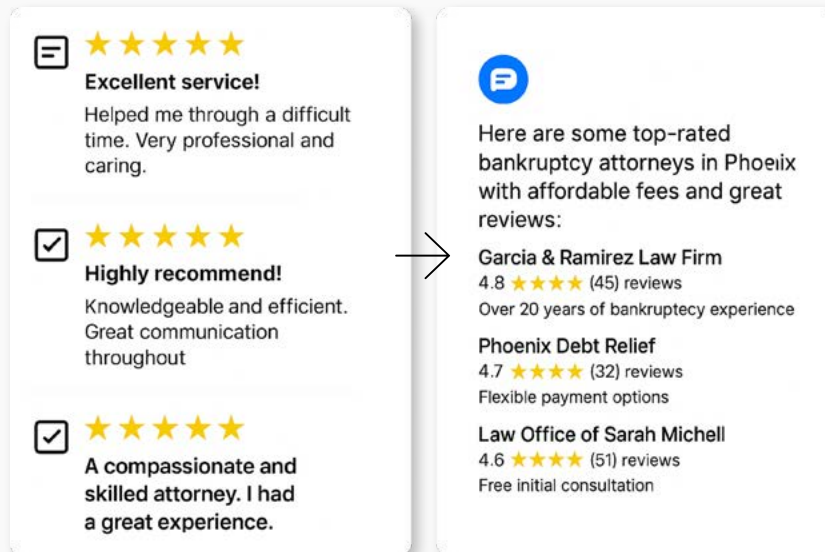 Excellent service!
Helped me through a difficult
time. Very professional and
caring.
Highly recommend!
Knowledgeable and efficient.
Great communication
throughout
A compassionate and
skilled attorney. I had
a great experience.
Here are some top-rated
bankruptcy attorneys in Phoeiix
with affordable fees and great
reviews:
Garcia & Ramirez Law Firm
4.8 ★★★★ (45) reviews
Over 20 years of bankruptecy experience
Phoenix Debt Relief
4.7 ★★★★ (32) reviews
Flexible payment options
Law Office of Sarah Michell
4.6 ★★★★ (51) reviews
Free initial consultation